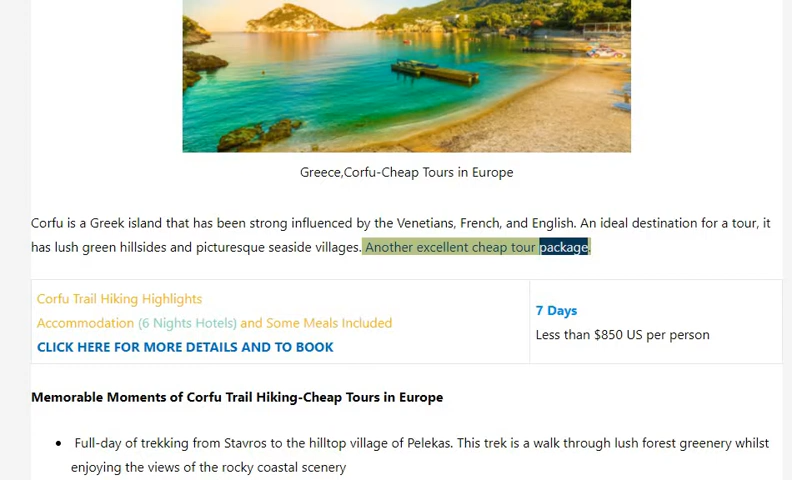 Greece,Corfu-Cheap Tours in Europe
Corfu is a Greek island that has been strong influenced by the Venetians, French, and English. An ideal destination for a tour, it
has lush green hillsides and picturesque seaside villages. Another excellent cheap tour package.
Corfu Trail Hiking Highlights
Accommodation (6 Nights Hotels) and Some Meals Included
CLICK HERE FOR MORE DETAILS AND TO BOOK
7 Days
Less than $850 US per person
Memorable Moments of Corfu Trail Hiking-Cheap Tours in Europe
• Full-day of trekking from Stavros to the hilltop village of Pelekas. This trek is a walk through lush forest greenery whilst
enjoying the views of the rocky coastal scenery